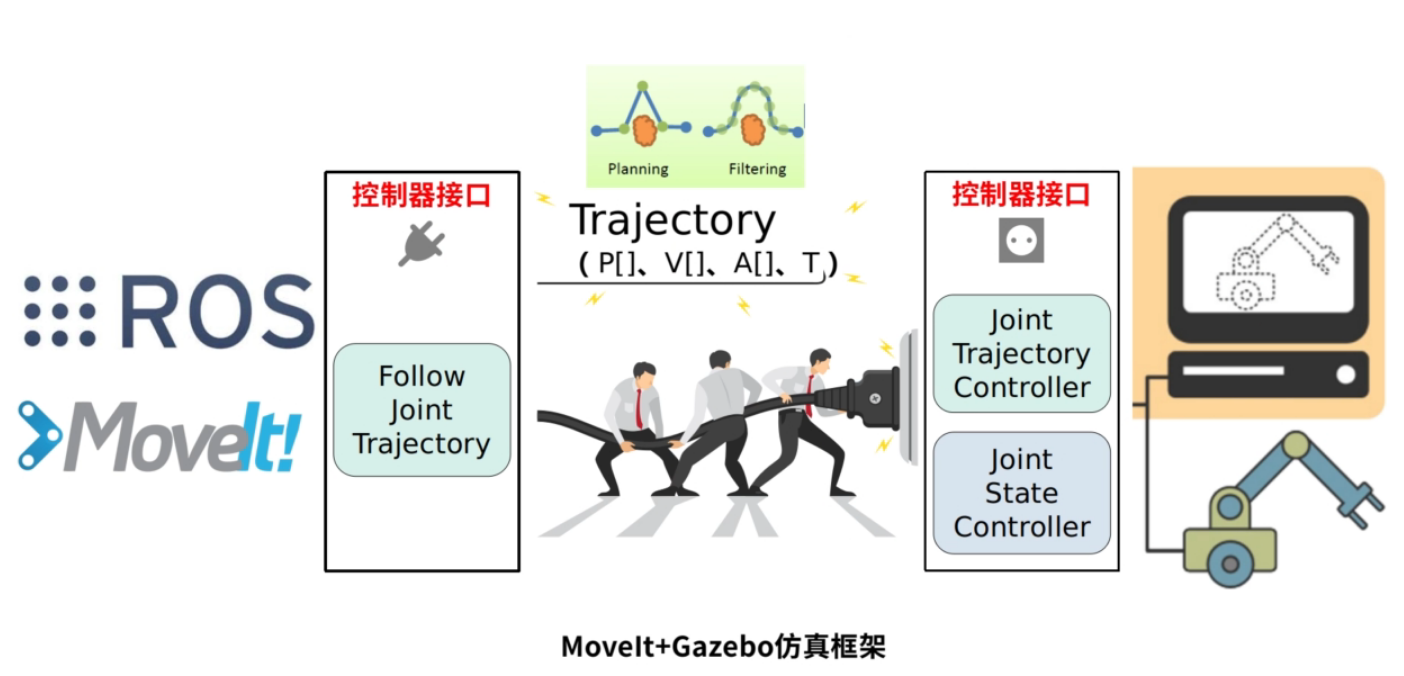 Planning
Filtering
控制器接口
Trajectory
( P[]、V[]、A[]、T )
控制器接口
ROS
MoveIt!
Follow
Joint
Trajectory
Joint
Trajectory
Controller
Joint
State
Controller
MoveIt+Gazebo仿真框架